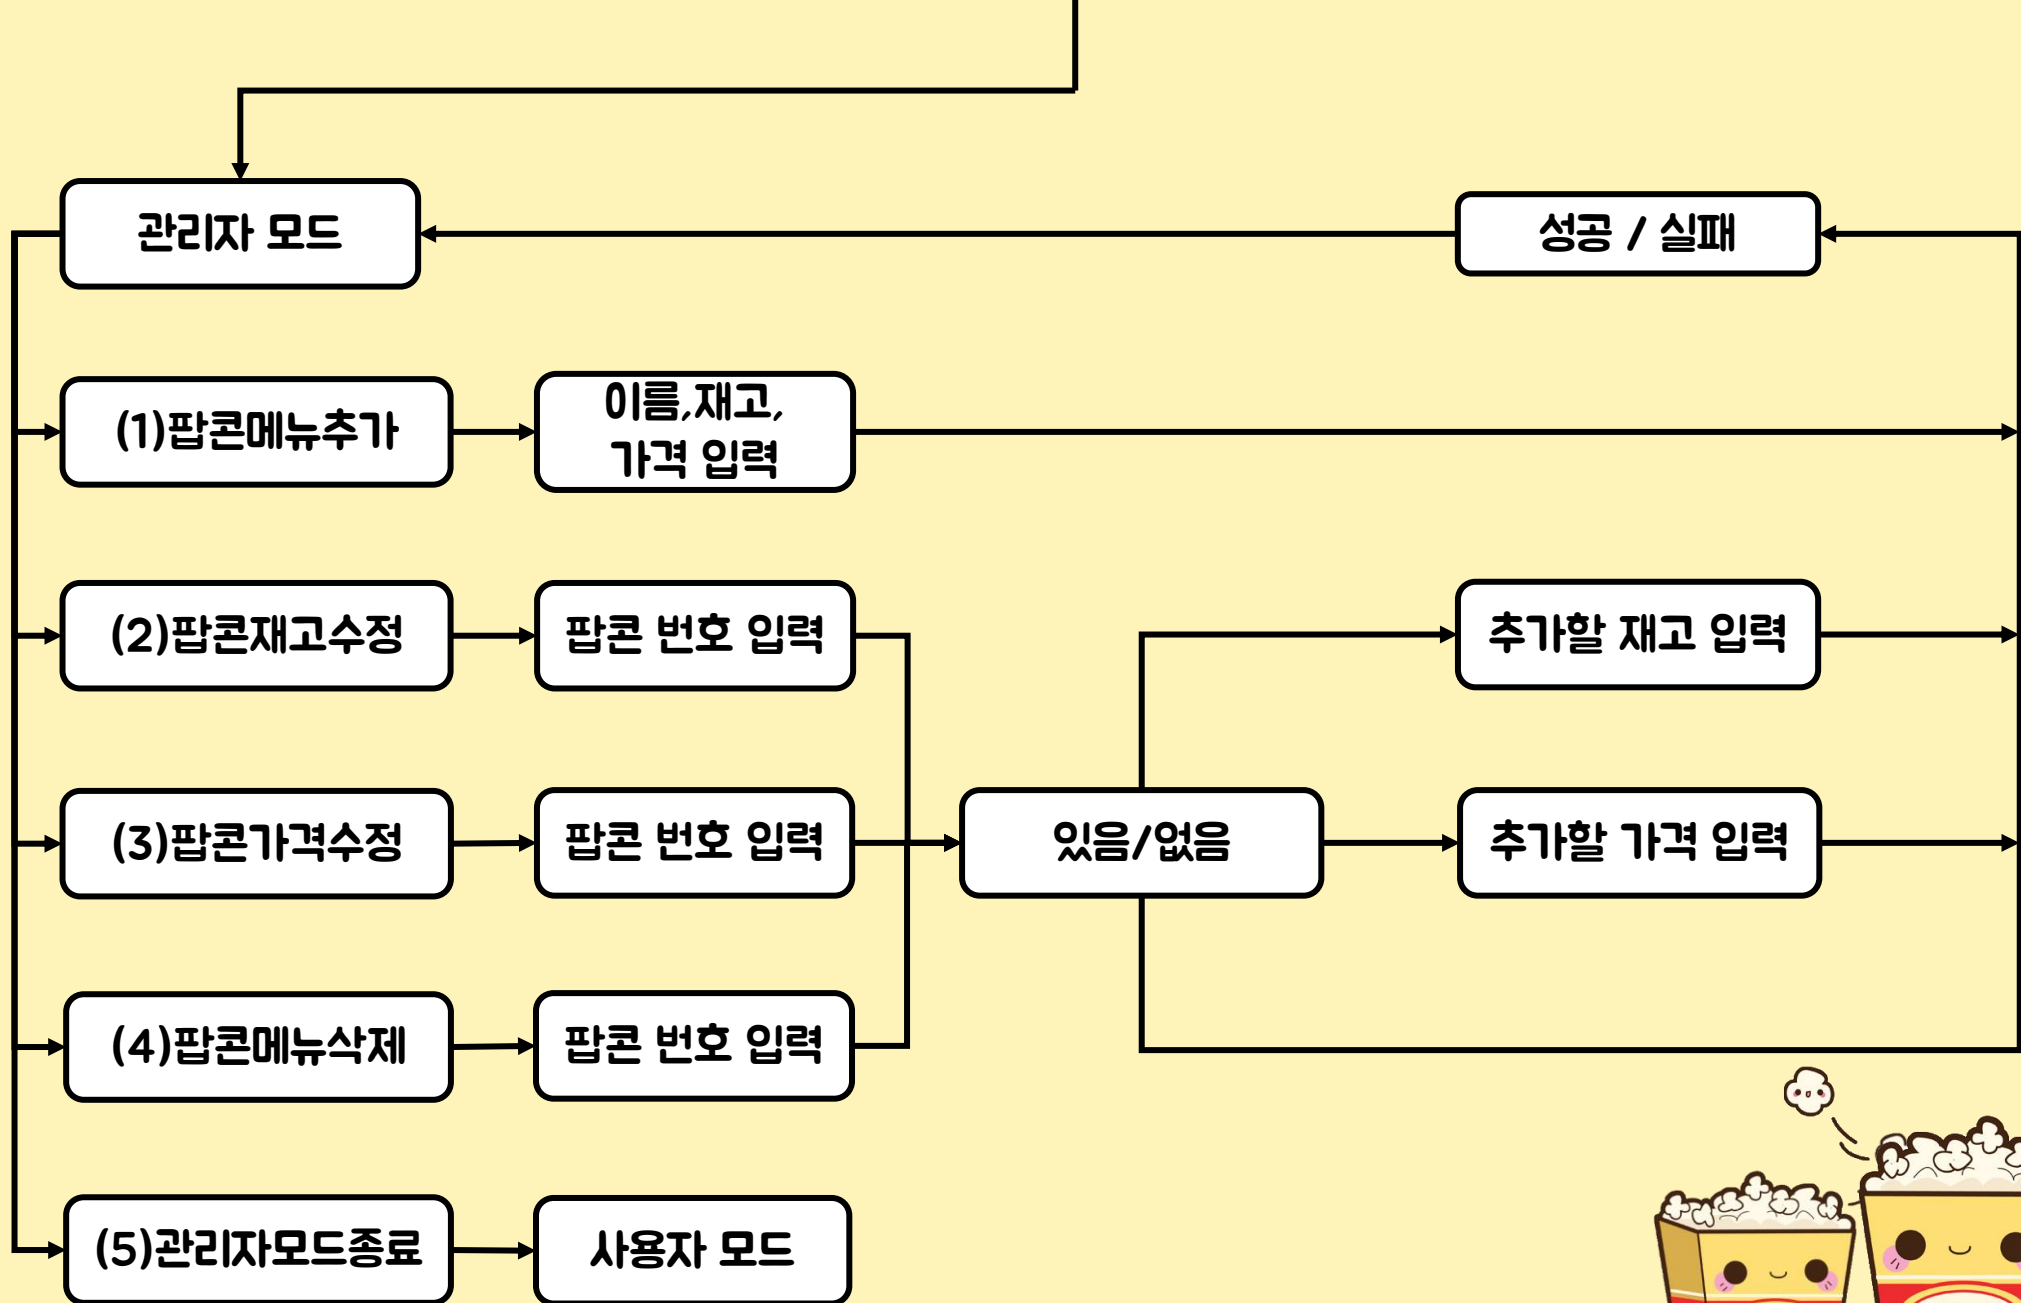 관리자 모드
성공 / 실패
(1)팝콘메뉴추가
이름,재고,
가격 입력
(2)팝콘재고수정
팝콘 번호 입력
추가할 재고 입력
(3)팝콘가격수정
팝콘 번호 입력
있음/없음
추가할 가격 입력
(4)팝콘메뉴삭제
팝콘 번호 입력
(5)관리자모드종료
사용자 모드